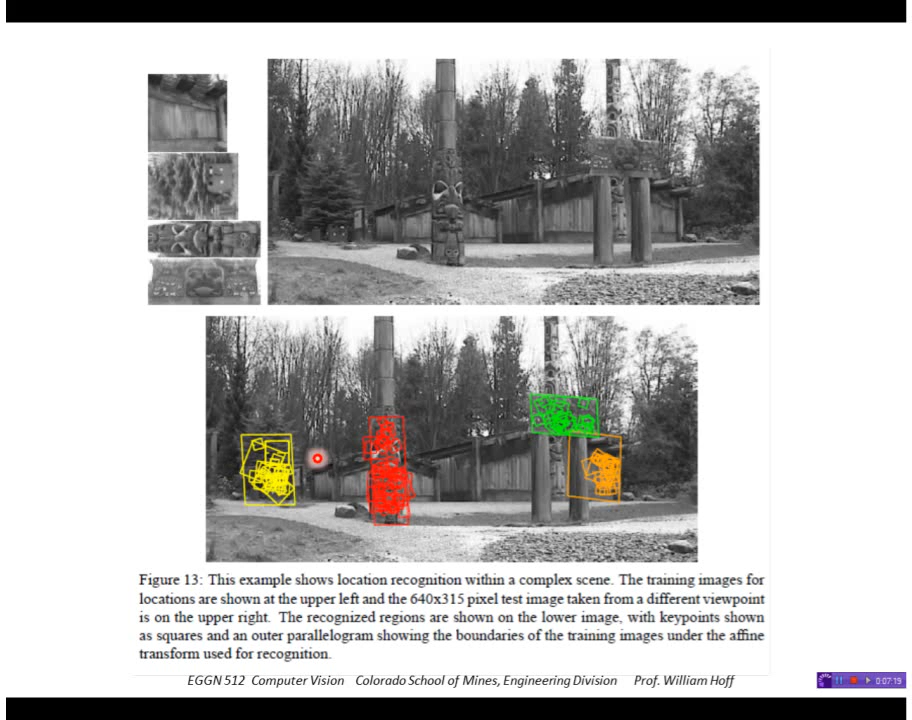 Figure 13: This example shows location recognition within a complex scene. The training images for
locations are shown at the upper left and the 640x315 pixel test image taken from a different viewpoint
is on the upper right. The recognized regions are shown on the lower image, with keypoints shown
as squares and an outer parallelogram showing the boundaries of the training images under the affine
transform used for recognition.
EGGN 512 Computer Vision Colorado School of Mines, Engineering Division Prof. William Hoff
0:07:19